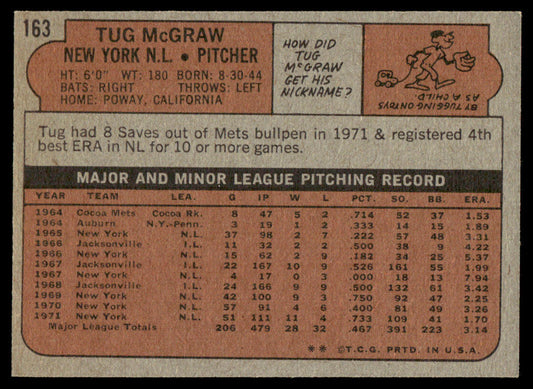 163
TUG McGRAW
NEW YORK N.L. • PITCHER
HT: 6'0" WT: 180 BORN: 8-30-44
BATS: RIGHT THROWS: LEFT
HOME: POWAY, CALIFORNIA
HOW DID
TUG
McGRAW
GET HIS
NICKNAME?
BY TUGGING ON TOYS
AS A CHILD.
Tug had 8 Saves out of Mets bullpen in 1971 & registered 4th
best ERA in NL for 10 or more games.
MAJOR AND MINOR LEAGUE PITCHING RECORD
YEAR TEAM LEA. G IP W L PCT. SO. BB. ERA.
1964 Cocoa Mets Cocoa Rk. 8 47 5 2 .714 52 37 1.53
1964 Auburn N.Y.-Penn. 3 19 1 2 .333 14 15 1.89
1965 New York N.L. 37 98 2 7 .222 57 48 3.31
1966 Jacksonville I.L. 11 32 2 2 .500 38 9 4.22
1966 New York N.L. 15 62 2 9 .182 34 25 5.37
1967 Jacksonville I.L. 22 167 10 9 .526 161 55 1.99
1967 New York N.L. 4 17 0 3 .000 18 13 7.94
1968 Jacksonville I.L. 24 166 9 9 .500 132 61 3.42
1969 New York N.L. 42 100 9 3 .750 92 47 2.25
1970 New York N.L. 57 91 4 6 .400 81 49 3.26
1971 New York N.L. 51 111 11 4 .733 109 41 1.70
Major League Totals 206 479 28 32 .467 391 223 3.14
** © T.C.G. PRTD. IN U.S.A.